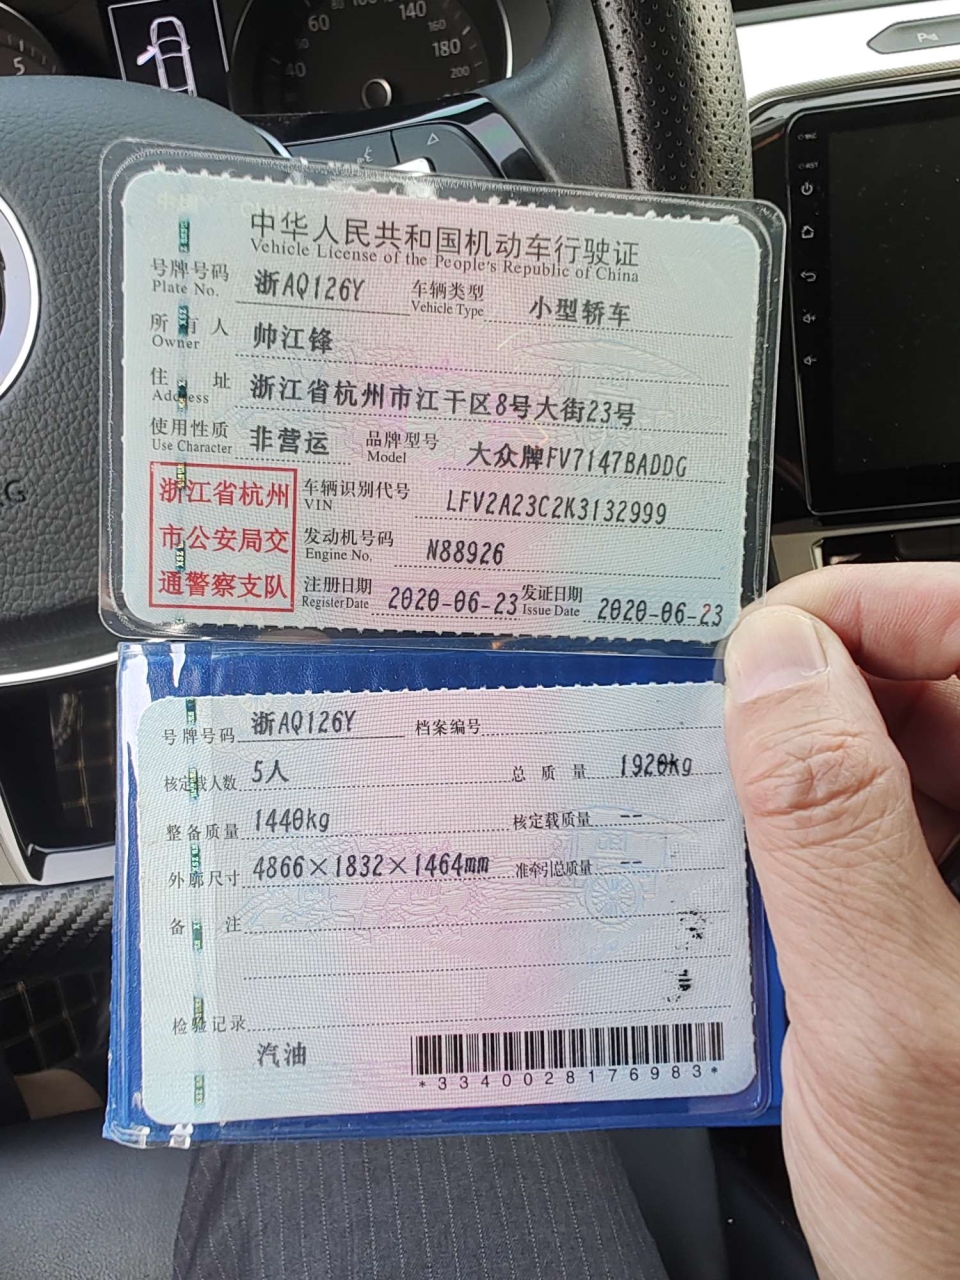 5
40
60
80
100
140
160
180
200
G
中华人民共和国机动车行驶证
Vehicle License of the People's Republic of China
号牌号码 浙AQ126Y 车辆类型 小型轿车
Plate No. Vehicle Type
所有人 帅江锋
Owner
住址 浙江省杭州市江干区8号大街23号
Address
使用性质 非营运 品牌型号 大众牌FV7147BADDG
Use Character Model
浙江省杭州
市公安局交
通警察支队
车辆识别代号 LFV2A23C2K3132999
VIN
发动机号码 N88926
Engine No.
注册日期 2020-06-23 发证日期 2020-06-23
Register Date Issue Date
号牌号码 浙AQ126Y 档案编号
核定载人数 5人 总质量 1920kg
整备质量 1440kg 核定载质量 --
外廓尺寸 4866×1832×1464mm 准牵引总质量 --
备注
检验记录
汽油
*3340028176983*